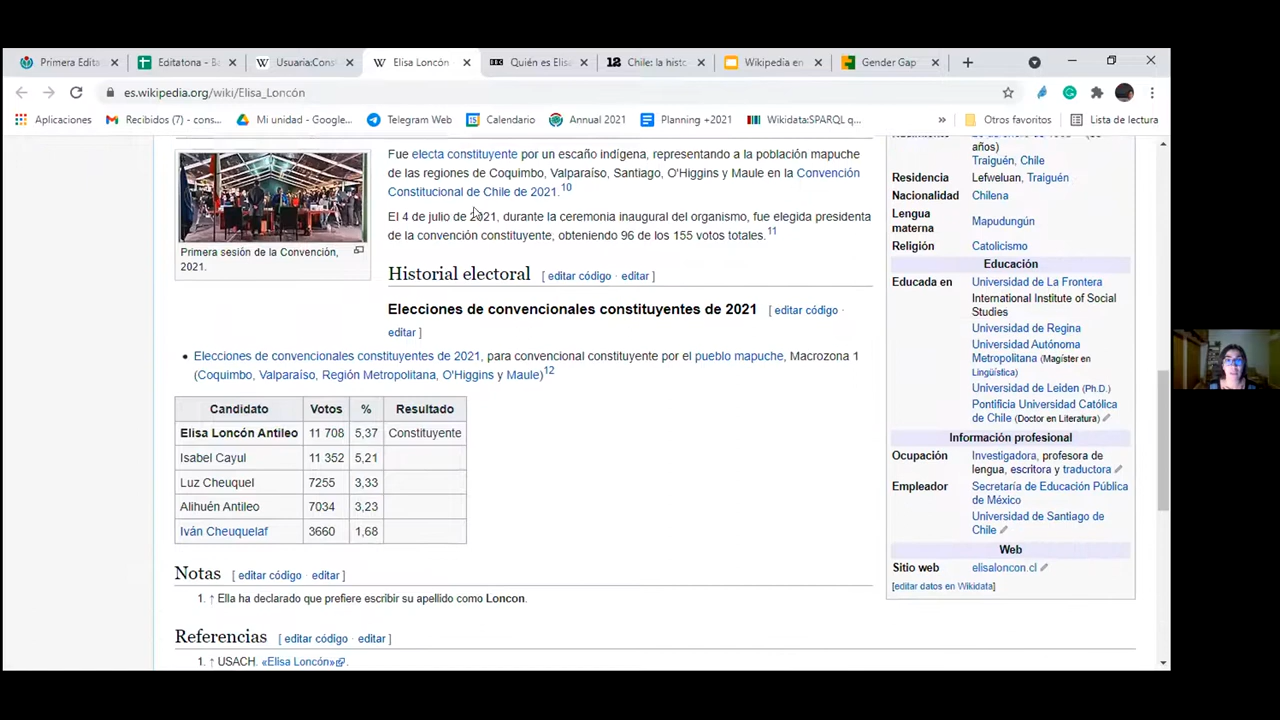 Primera Edita
Editatona - Ba
Usuaria:Cons
Elisa Loncón
Quién es Elisa
Chile: la histo
Wikipedia en
Gender Gap
es.wikipedia.org/wiki/Elisa_Loncón
Aplicaciones
Recibidos (7) - cons...
Mi unidad - Google...
Telegram Web
Calendario
Annual 2021
Planning +2021
Wikidata:SPARQL q...
»
Otros favoritos
Lista de lectura
Primera sesión de la Convención,
2021.
Fue electa constituyente por un escaño indígena, representando a la población mapuche
de las regiones de Coquimbo, Valparaíso, Santiago, O'Higgins y Maule en la Convención
Constitucional de Chile de 2021.10
El 4 de julio de 2021, durante la ceremonia inaugural del organismo, fue elegida presidenta
de la convención constituyente, obteniendo 96 de los 155 votos totales.11
Historial electoral [ editar código · editar ]
Elecciones de convencionales constituyentes de 2021 [ editar código ·
editar ]
• Elecciones de convencionales constituyentes de 2021, para convencional constituyente por el pueblo mapuche, Macrozona 1
(Coquimbo, Valparaíso, Región Metropolitana, O'Higgins y Maule)12
Candidato Votos % Resultado
Elisa Loncón Antileo 11 708 5,37 Constituyente
Isabel Cayul 11 352 5,21
Luz Cheuquel 7255 3,33
Alihuén Antileo 7034 3,23
Iván Cheuquelaf 3660 1,68
Notas [ editar código · editar ]
1. ↑ Ella ha declarado que prefiere escribir su apellido como Loncon.
Referencias [ editar código · editar ]
1. ↑ USACH. «Elisa Loncón».
años)
Traiguén, Chile
Residencia Lefweluan, Traiguén
Nacionalidad Chilena
Lengua
materna Mapudungún
Religión Catolicismo
Educación
Educada en Universidad de La Frontera
International Institute of Social
Studies
Universidad de Regina
Universidad Autónoma
Metropolitana (Magíster en
Lingüística)
Universidad de Leiden (Ph.D.)
Pontificia Universidad Católica
de Chile (Doctor en Literatura)
Información profesional
Ocupación Investigadora, profesora de
lengua, escritora y traductora
Empleador Secretaría de Educación Pública
de México
Universidad de Santiago de
Chile
Web
Sitio web elisaloncon.cl
[editar datos en Wikidata]